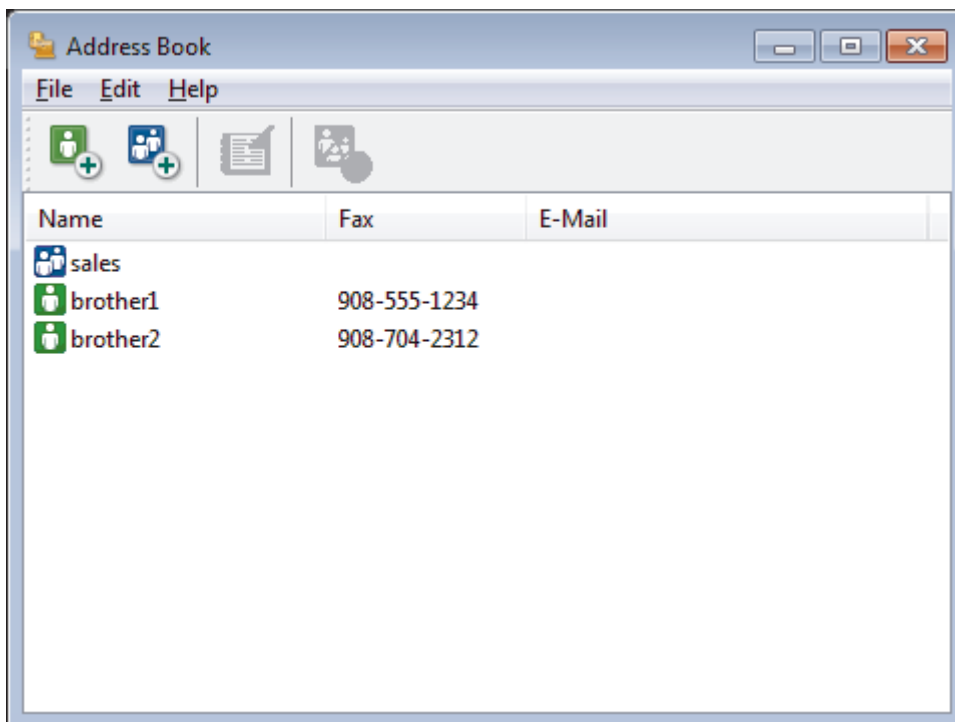 Address Book
File Edit Help
Name Fax E-Mail
sales
brother1 908-555-1234
brother2 908-704-2312